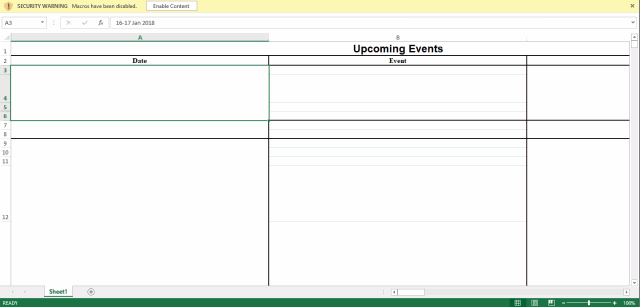 SECURITY WARNING Macros have been disabled. Enable Content
A3 fx 16-17 Jan 2018
A B
1 Upcoming Events
2 Date Event
3
4
5
6
7
8
9
10
11
12
Sheet1
READY 100%